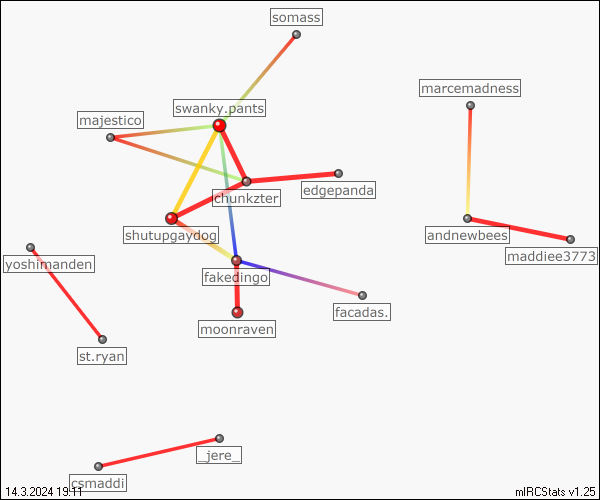 somass
marcemadness
swanky.pants
majestico
edgepanda
chunkzter
shutupgaydog
andnewbees
maddiee3773
yoshimanden
fakedingo
facadas.
moonraven
st.ryan
_jere_
csmaddi
14.3.2024 19:11
mIRCStats v1.25